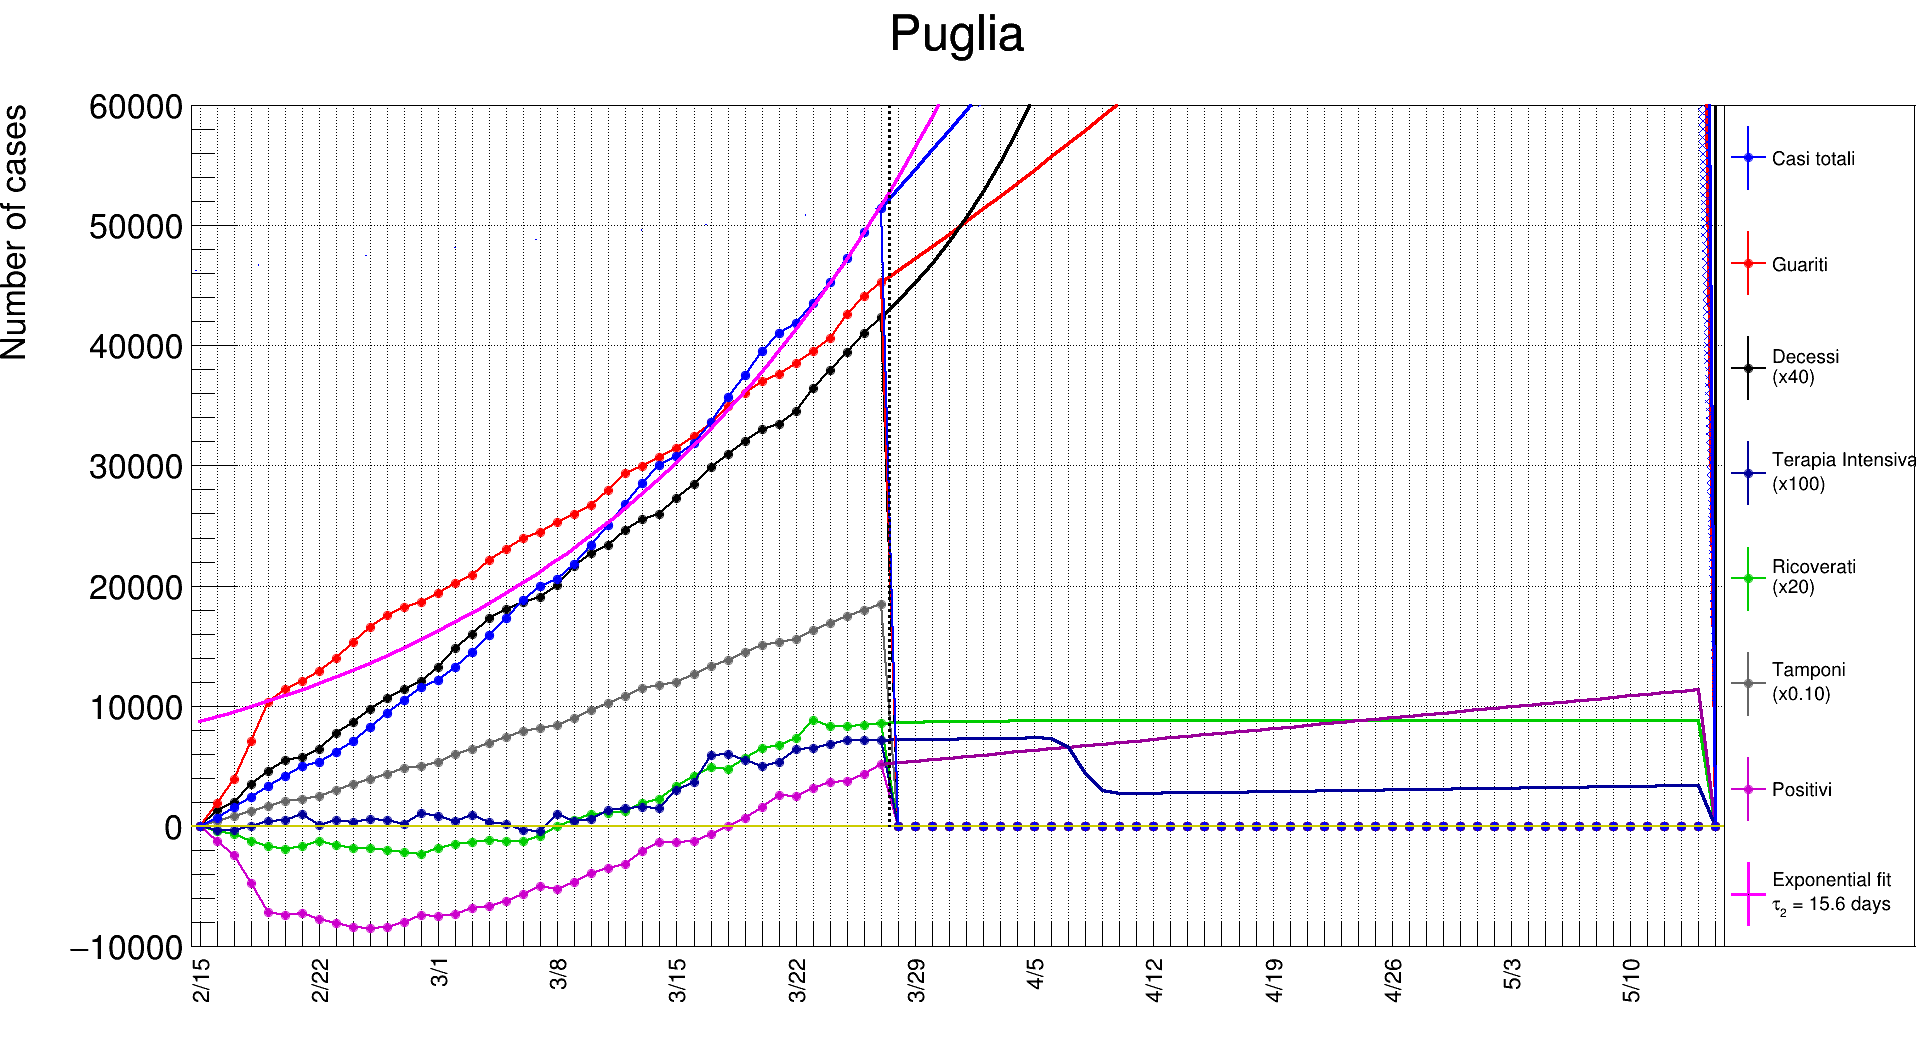 Puglia
Number of cases
60000
50000
40000
30000
20000
10000
0
−10000
2/15
2/22
3/1
3/8
3/15
3/22
3/29
4/5
4/12
4/19
4/26
5/3
5/10
Casi totali
Guariti
Decessi
(x40)
Terapia Intensiva
(x100)
Ricoverati
(x20)
Tamponi
(x0.10)
Positivi
Exponential fit
τ2 = 15.6 days